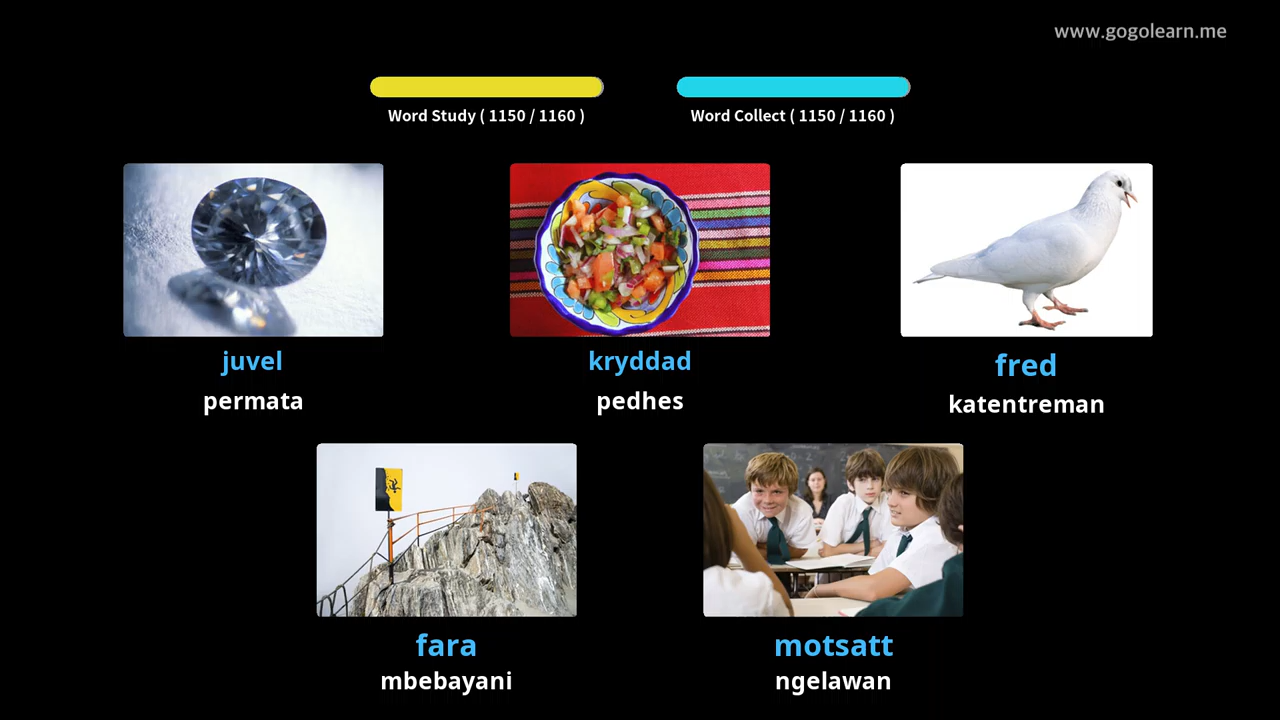 www.gogolearn.me
Word Study ( 1150 / 1160 )
Word Collect ( 1150 / 1160 )
juvel
permata
kryddad
pedhes
fred
katentreman
fara
mbebayani
motsatt
ngelawan